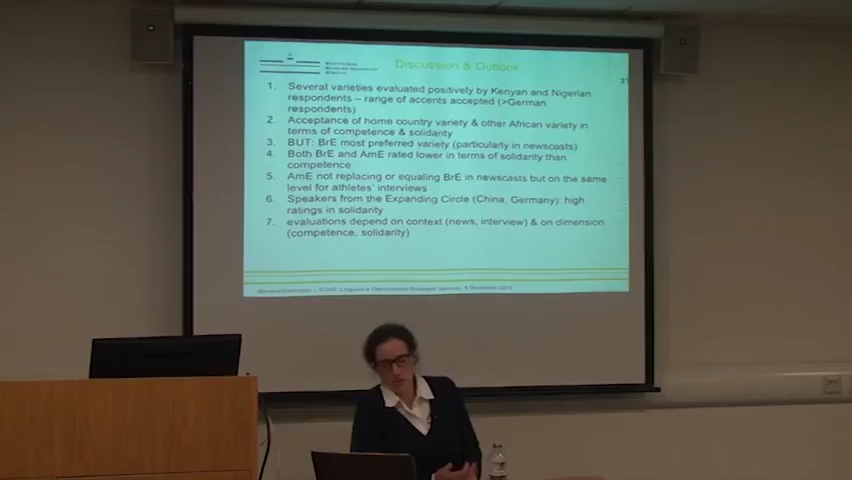 Discussion & Outlook
31
1. Several varieties evaluated positively by Kenyan and Nigerian
respondents – range of accents accepted (>German
respondents)
2. Acceptance of home country variety & other African variety in
terms of competence & solidarity
3. BUT: BrE most preferred variety (particularly in newscasts)
4. Both BrE and AmE rated lower in terms of solidarity than
competence
5. AmE not replacing or equaling BrE in newscasts but on the same
level for athletes' interviews
6. Speakers from the Expanding Circle (China, Germany): high
ratings in solidarity
7. evaluations depend on context (news, interview) & on dimension
(competence, solidarity)